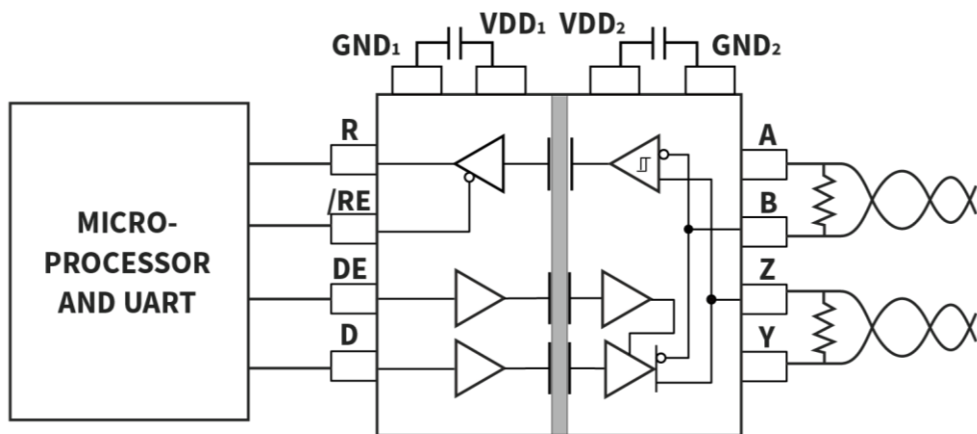 GND₁ VDD₁ VDD₂ GND₂
R
/RE
DE
D
MICRO-
PROCESSOR
AND UART
A
B
Z
Y